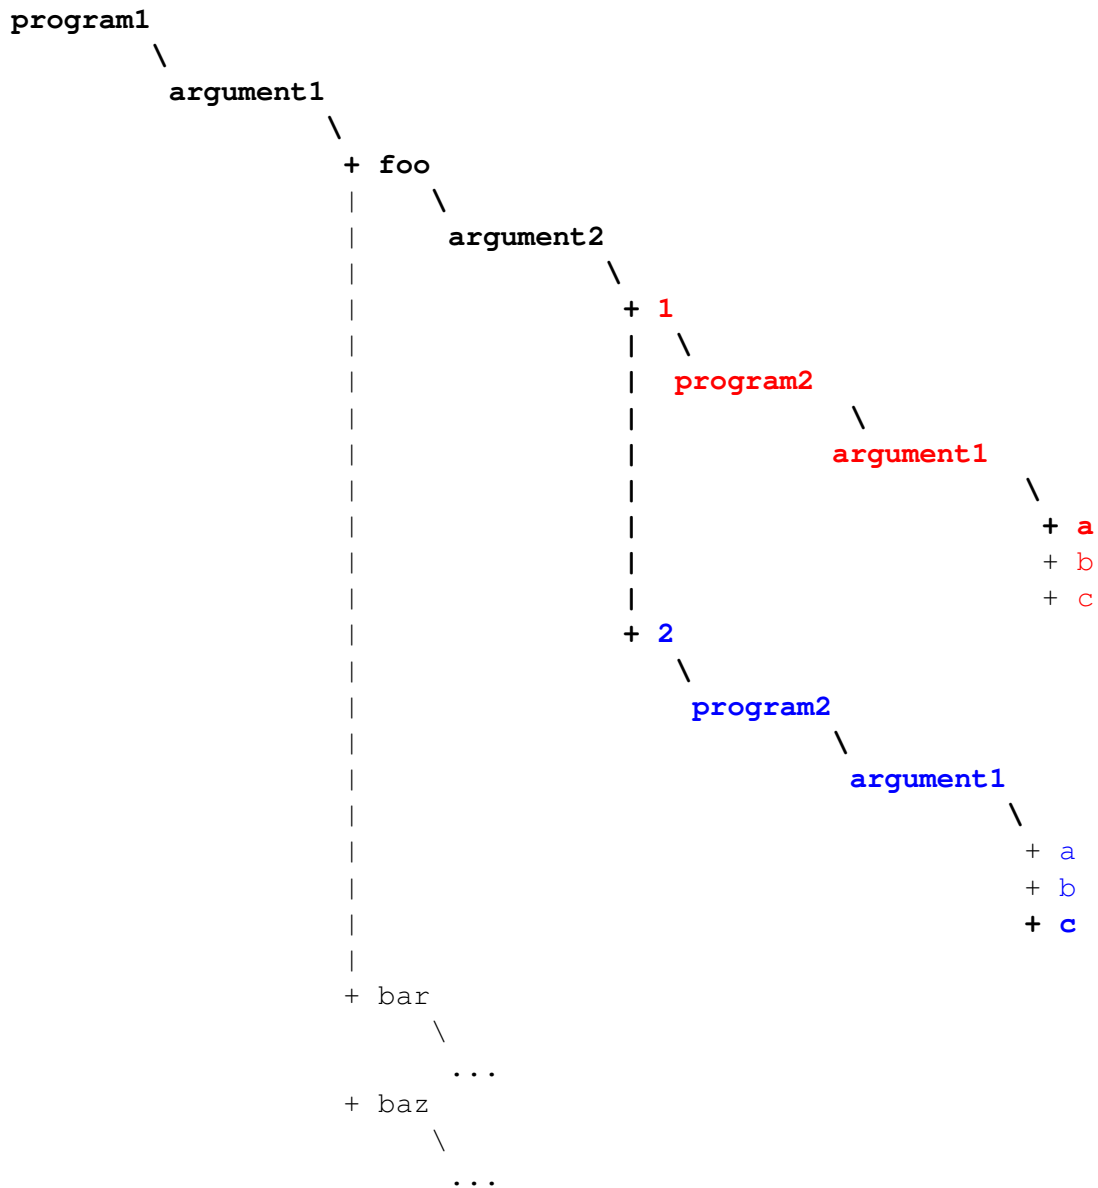 program1
\
argument1
\
+ foo
| \
| argument2
| \
| + 1
| | \
| | program2
| | \
| | argument1
| | \
| | + a
| | + b
| | + c
| + 2
| \
| program2
| \
| argument1
| \
| + a
| + b
| + c
|
+ bar
\
...
+ baz
\
...